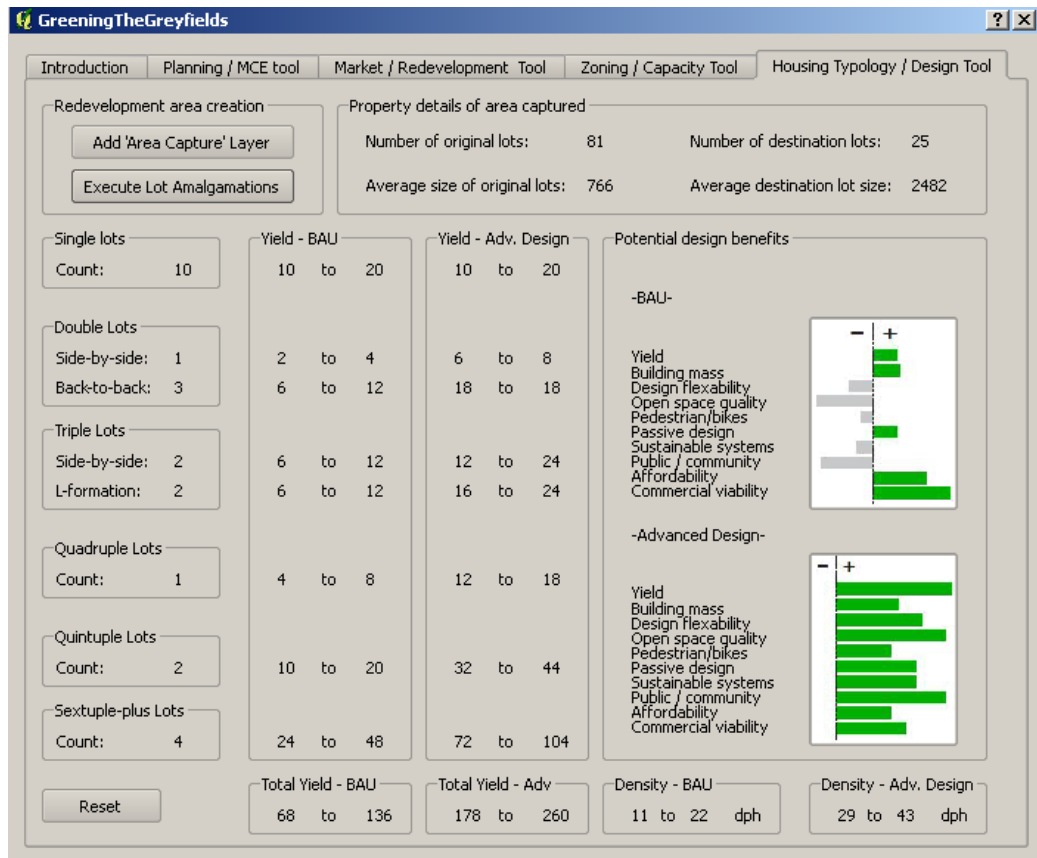 GreeningTheGreyfields
Introduction Planning / MCE tool Market / Redevelopment Tool Zoning / Capacity Tool Housing Typology / Design Tool
Redevelopment area creation
Add 'Area Capture' Layer
Execute Lot Amalgamations
Property details of area captured
Number of original lots: 81 Number of destination lots: 25
Average size of original lots: 766 Average destination lot size: 2482
Single lots Yield - BAU Yield - Adv. Design
Count: 10 10 to 20 10 to 20
Double Lots
Side-by-side: 1 2 to 4 6 to 8
Back-to-back: 3 6 to 12 18 to 18
Triple Lots
Side-by-side: 2 6 to 12 12 to 24
L-formation: 2 6 to 12 16 to 24
Quadruple Lots
Count: 1 4 to 8 12 to 18
Quintuple Lots
Count: 2 10 to 20 32 to 44
Sextuple-plus Lots
Count: 4 24 to 48 72 to 104
Potential design benefits
-BAU-
- +
Yield
Building mass
Design flexability
Open space quality
Pedestrian/bikes
Passive design
Sustainable systems
Public / community
Affordability
Commercial viability
-Advanced Design-
- +
Yield
Building mass
Design flexability
Open space quality
Pedestrian/bikes
Passive design
Sustainable systems
Public / community
Affordability
Commercial viability
Reset
Total Yield - BAU
68 to 136
Total Yield - Adv
178 to 260
Density - BAU
11 to 22 dph
Density - Adv. Design
29 to 43 dph